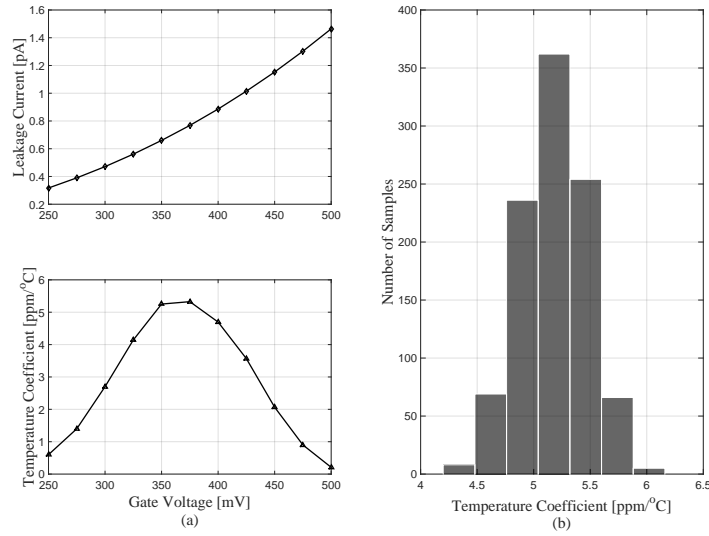 1.6
1.4
1.2
1
0.8
0.6
0.4
0.2
250 300 350 400 450 500
Leakage Current [pA]
6
5
4
3
2
1
0
250 300 350 400 450 500
Temperature Coefficient [ppm/°C]
Gate Voltage [mV]
(a)
400
350
300
250
200
150
100
50
0
4 4.5 5 5.5 6 6.5
Number of Samples
Temperature Coefficient [ppm/°C]
(b)